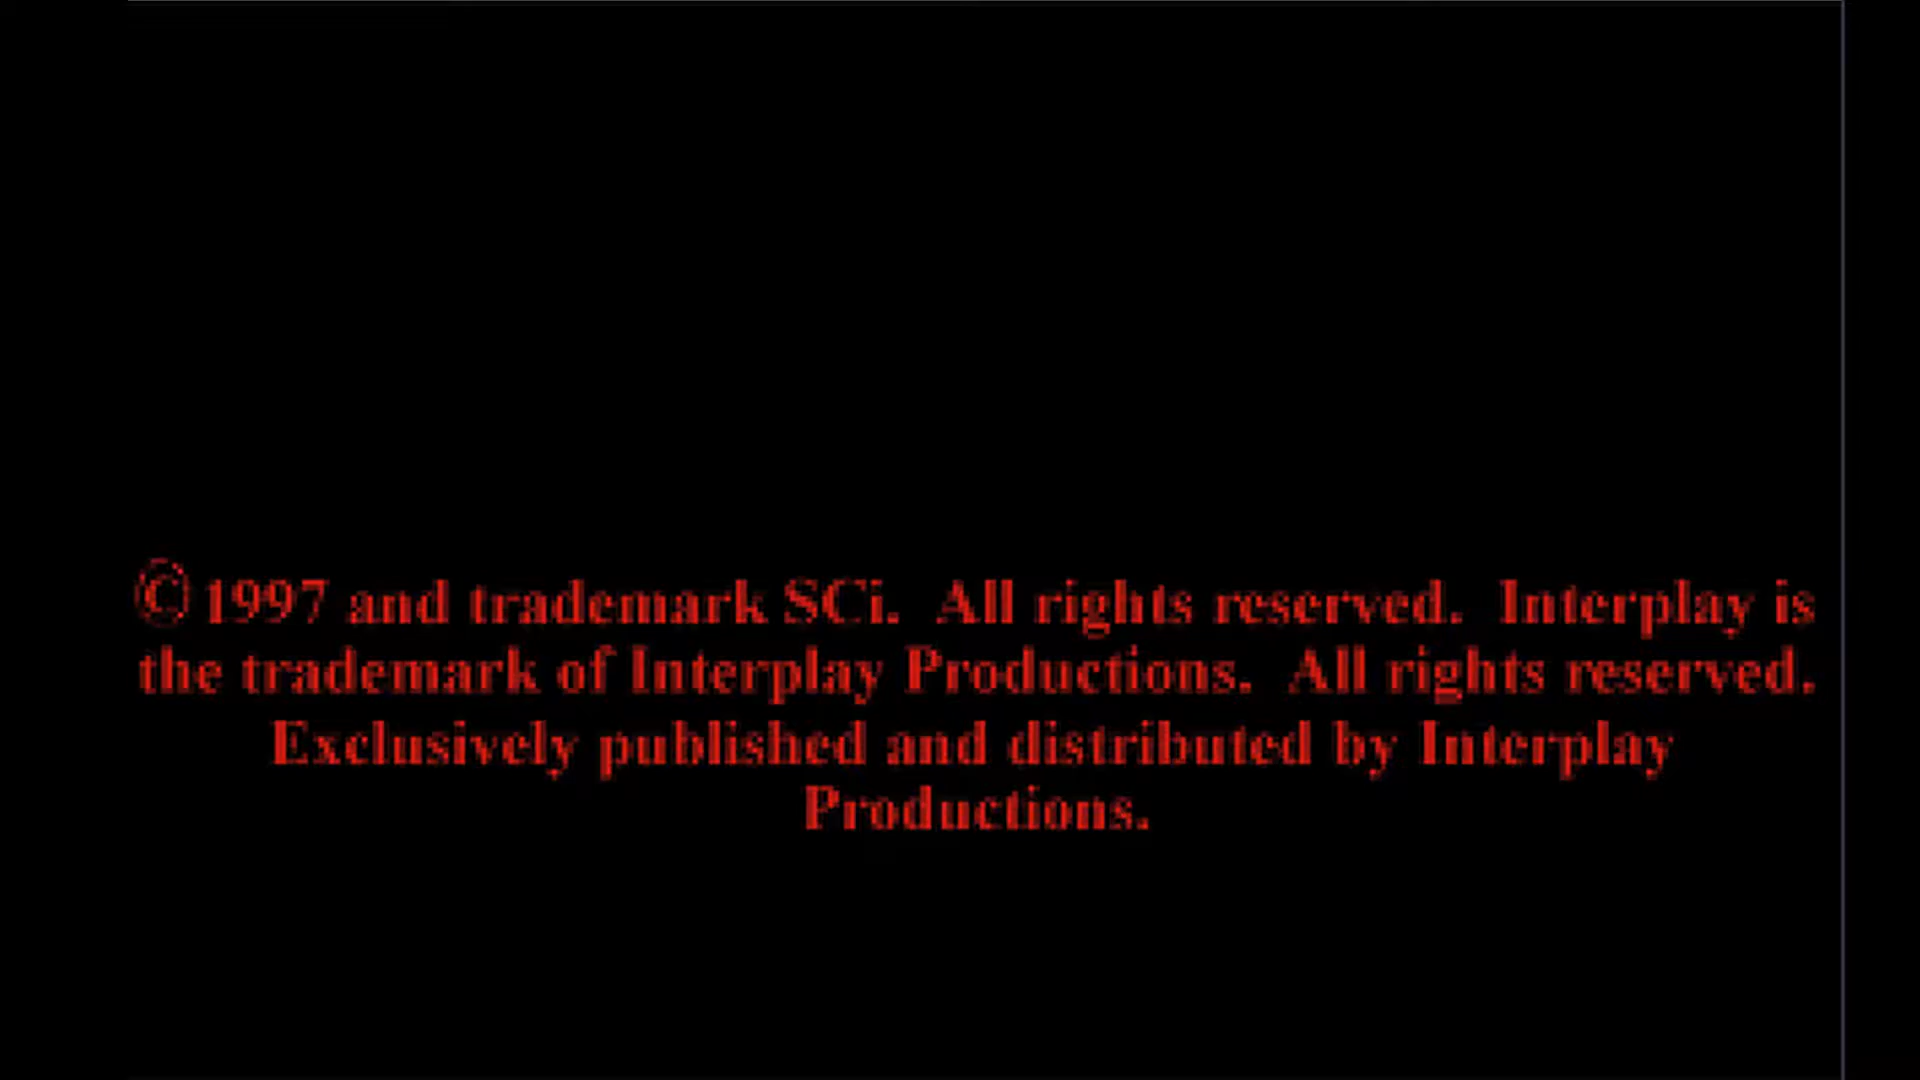 © 1997 and trademark SCi.  All rights reserved.  Interplay is
the trademark of Interplay Productions.  All rights reserved.
Exclusively published and distributed by Interplay
Productions.